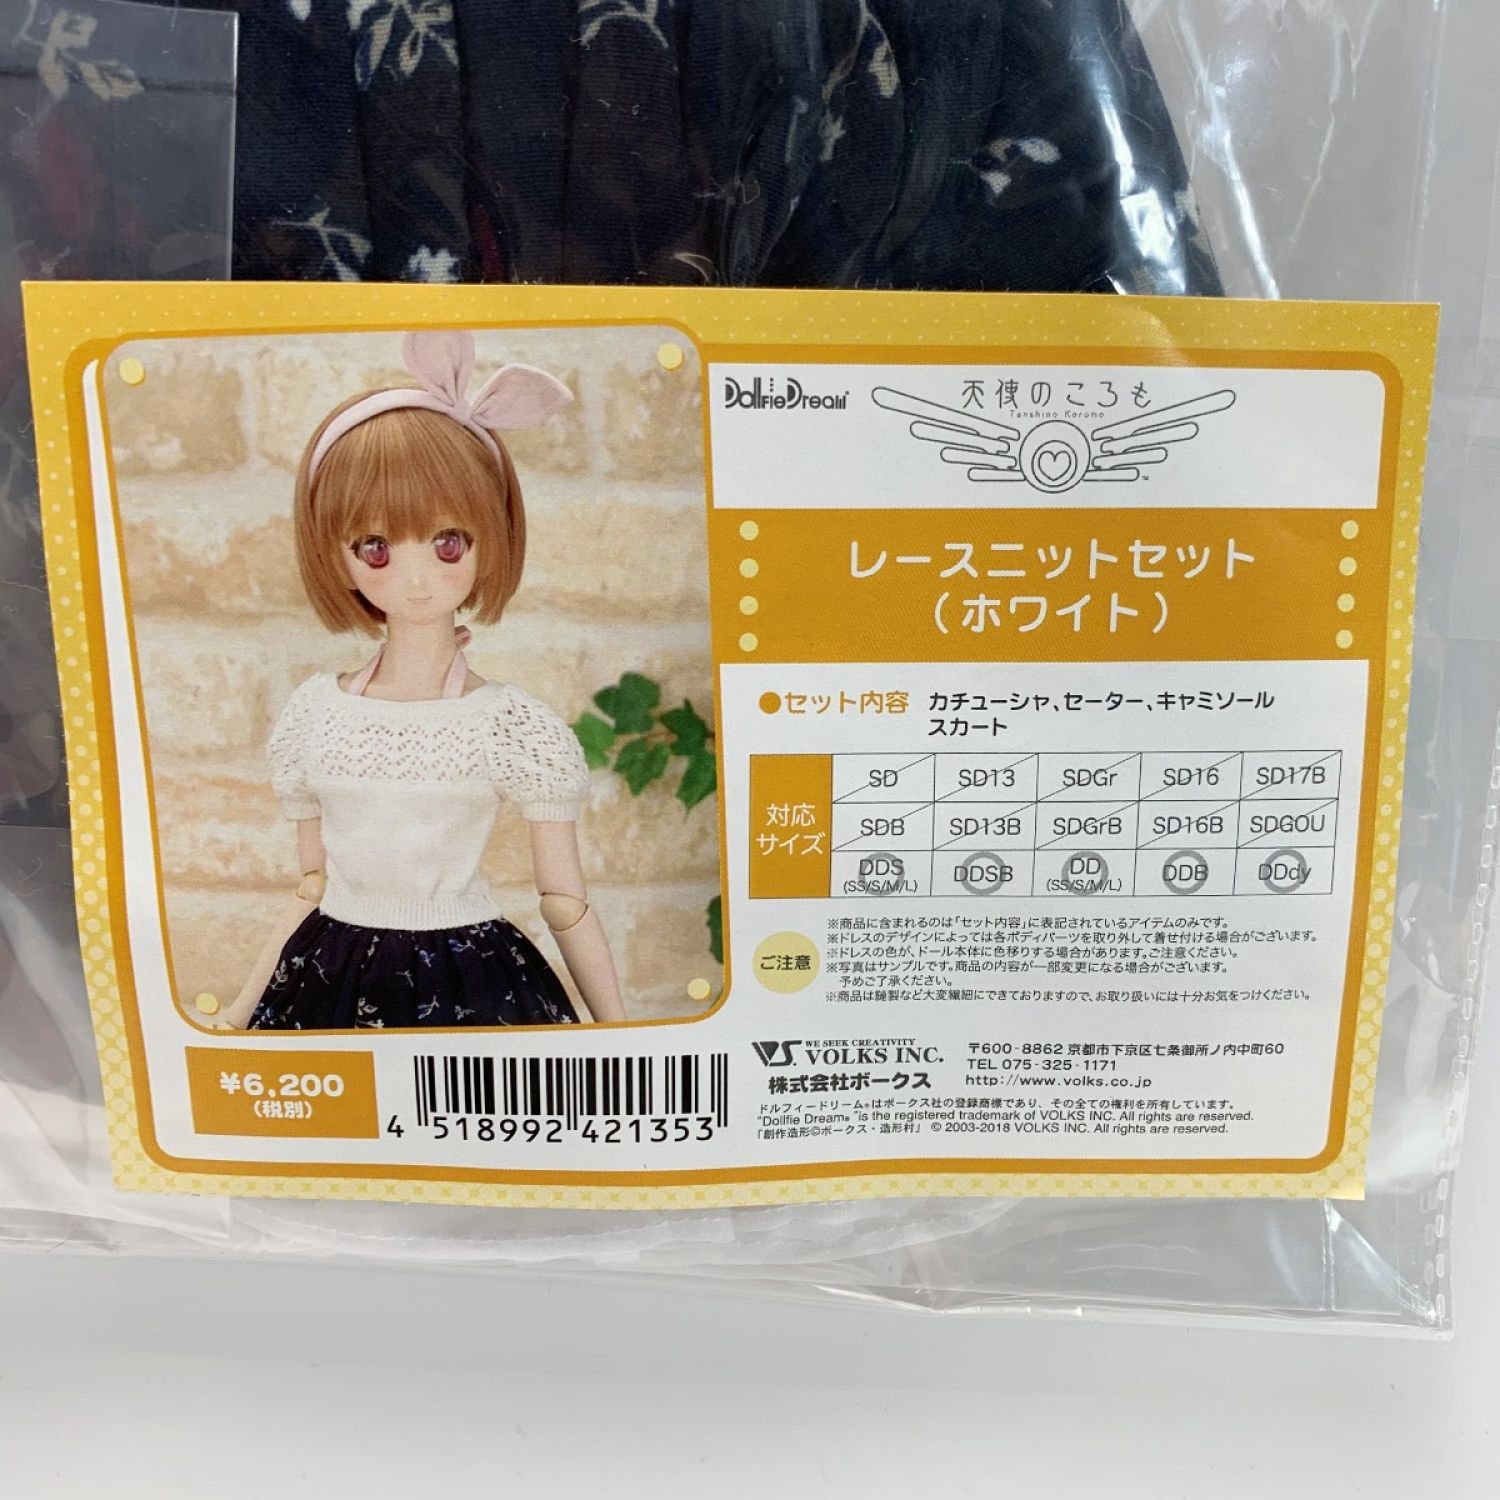 DollfieDream®
天使のころも
Tenshino Koromo
™
レースニットセット
（ホワイト）
●セット内容 カチューシャ、セーター、キャミソール
スカート
対応
サイズ
SD SD13 SDGr SD16 SD17B
SDB SD13B SDGrB SD16B SDGOU
DDS DDSB DD DDB DDdy
(SS/S/M/L) (SS/S/M/L)
ご注意
※商品に含まれるのは「セット内容」に表記されているアイテムのみです。
※ドレスのデザインによっては各ボディパーツを取り外して着せ付ける場合がございます。
※ドレスの色が、ドール本体に色移りする場合があります。ご注意ください。
※写真はサンプルです。商品の内容が一部変更になる場合がございます。
予めご了承ください。
※商品は縫製など大変繊細にできておりますので、お取り扱いには十分お気をつけください。
¥6,200
（税別）
4 518992 421353
VS. WE SEEK CREATIVITY
VOLKS INC.
株式会社ボークス
〒600-8862 京都市下京区七条御所ノ内中町60
TEL 075-325-1171
http://www.volks.co.jp
ドルフィードリーム®はボークス社の登録商標であり、その全ての権利を所有しています。
"Dollfie Dream® "is the registered trademark of VOLKS INC. All rights are reserved.
「創作造形©ボークス・造形村」 © 2003-2018 VOLKS INC. All rights are reserved.